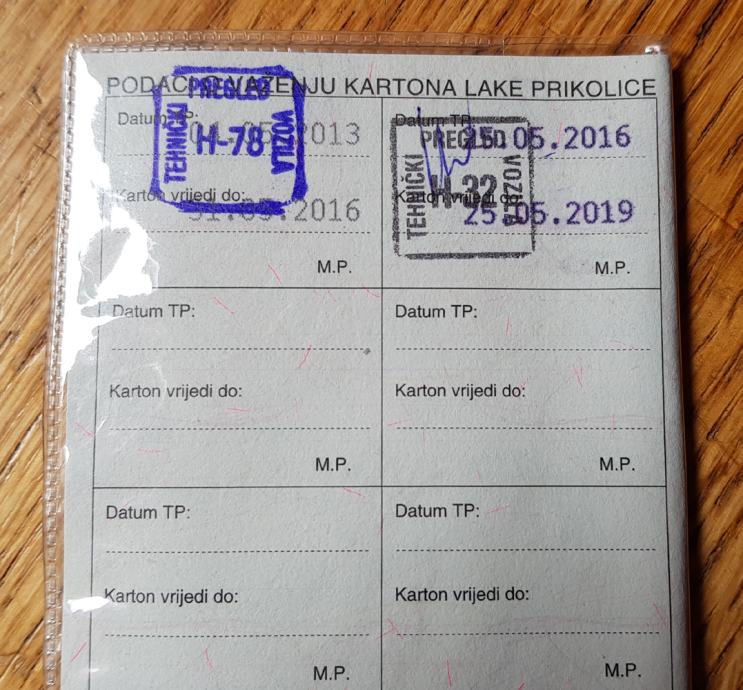 PODACI O VAŽENJU KARTONA LAKE PRIKOLICE
Datum TP: 05.2013
TEHNIČKI PREGLED VOZILA H-78
Karton vrijedi do: 2016
M.P.
Datum TP: 25.05.2016
TEHNIČKI PREGLED VOZILA H-32
Karton vrijedi do: 25.05.2019
M.P.
Datum TP:
Karton vrijedi do:
M.P.
Datum TP:
Karton vrijedi do:
M.P.
Datum TP:
Karton vrijedi do:
M.P.
Datum TP:
Karton vrijedi do:
M.P.